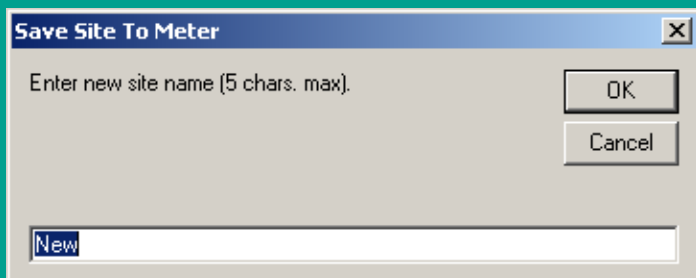 Save Site To Meter
Enter new site name (5 chars. max).
OK
Cancel
New